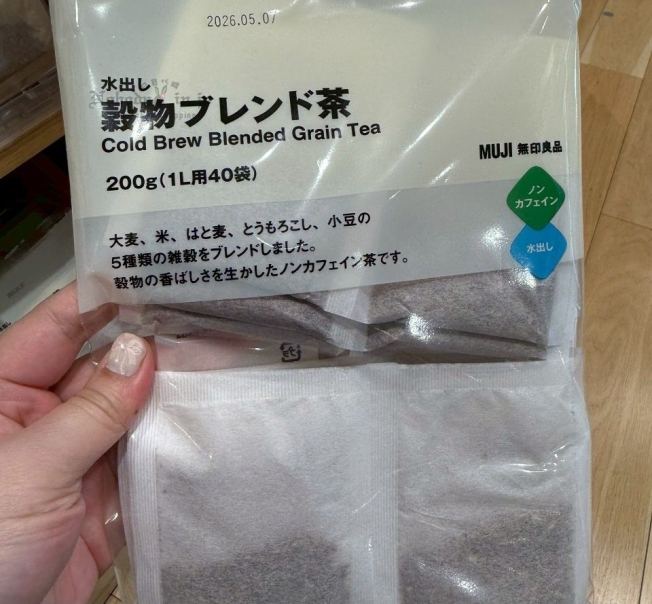 2026.05.07
水出し
穀物ブレンド茶
Cold Brew Blended Grain Tea
200g(1L用40袋)
MUJI 無印良品
ノン
カフェイン
水出し
大麦、米、はと麦、とうもろこし、小豆の
5種類の雑穀をブレンドしました。
穀物の香ばしさを生かしたノンカフェイン茶です。